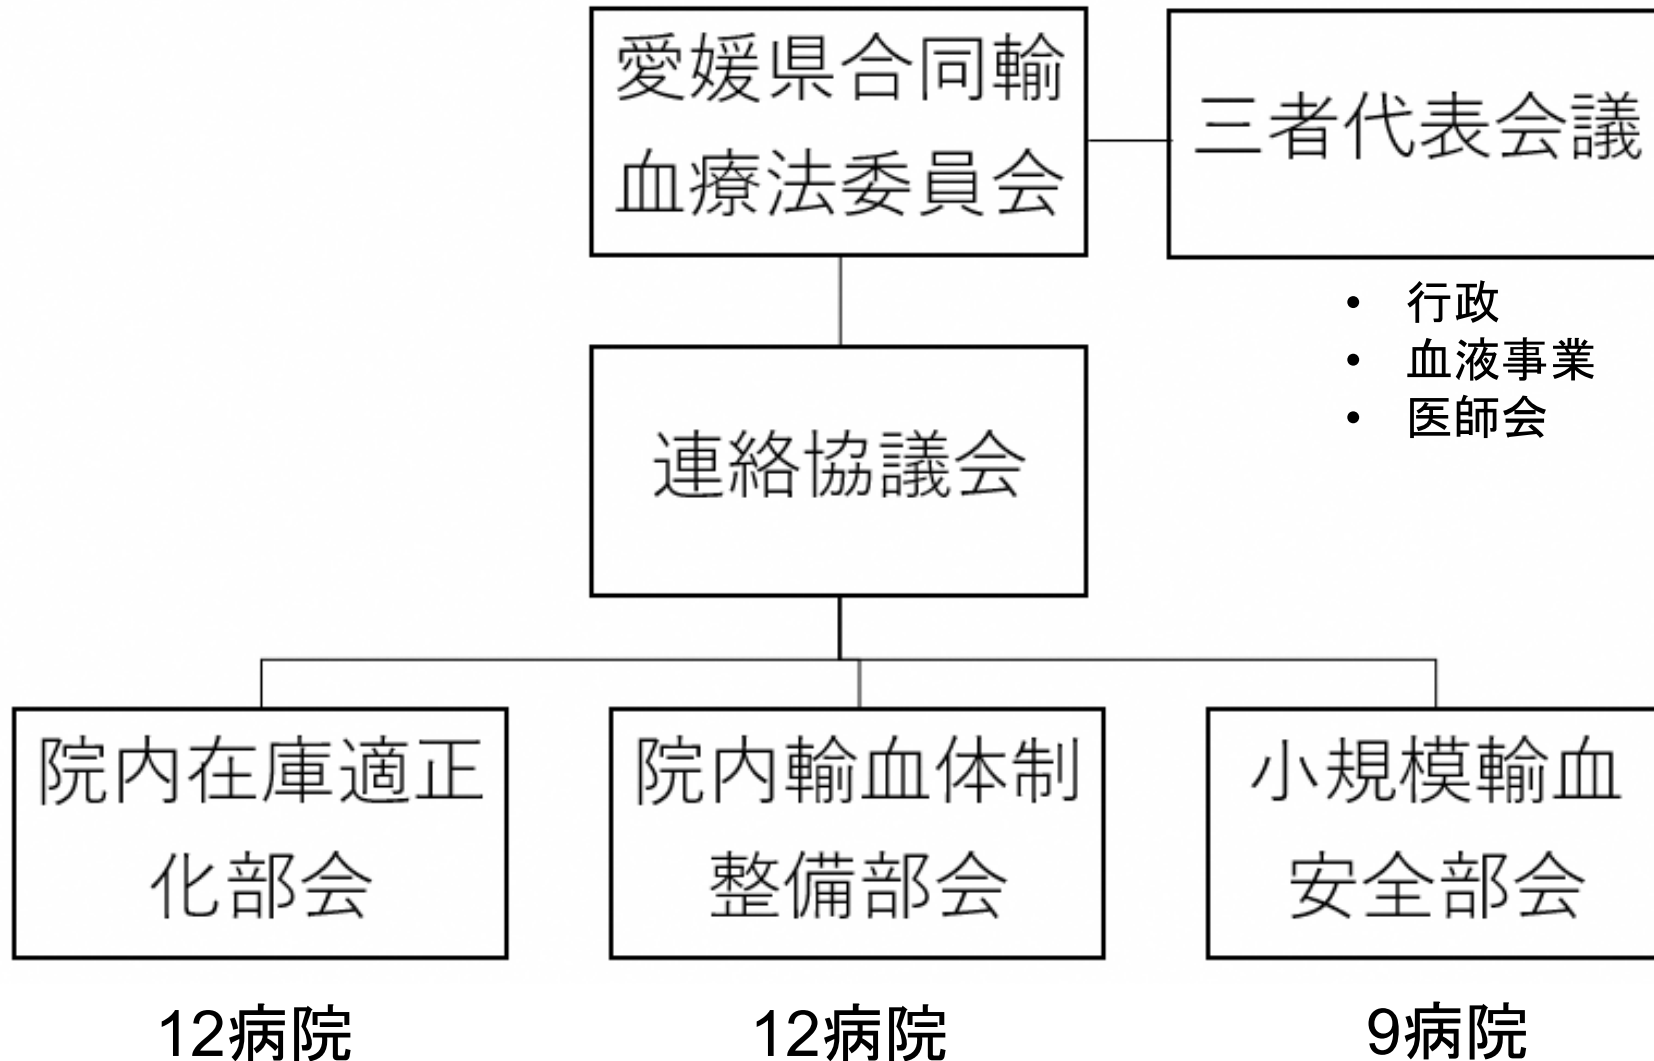 愛媛県合同輸
血療法委員会
三者代表会議
• 行政
• 血液事業
• 医師会
連絡協議会
院内在庫適正
化部会
院内輸血体制
整備部会
小規模輸血
安全部会
12病院
12病院
9病院